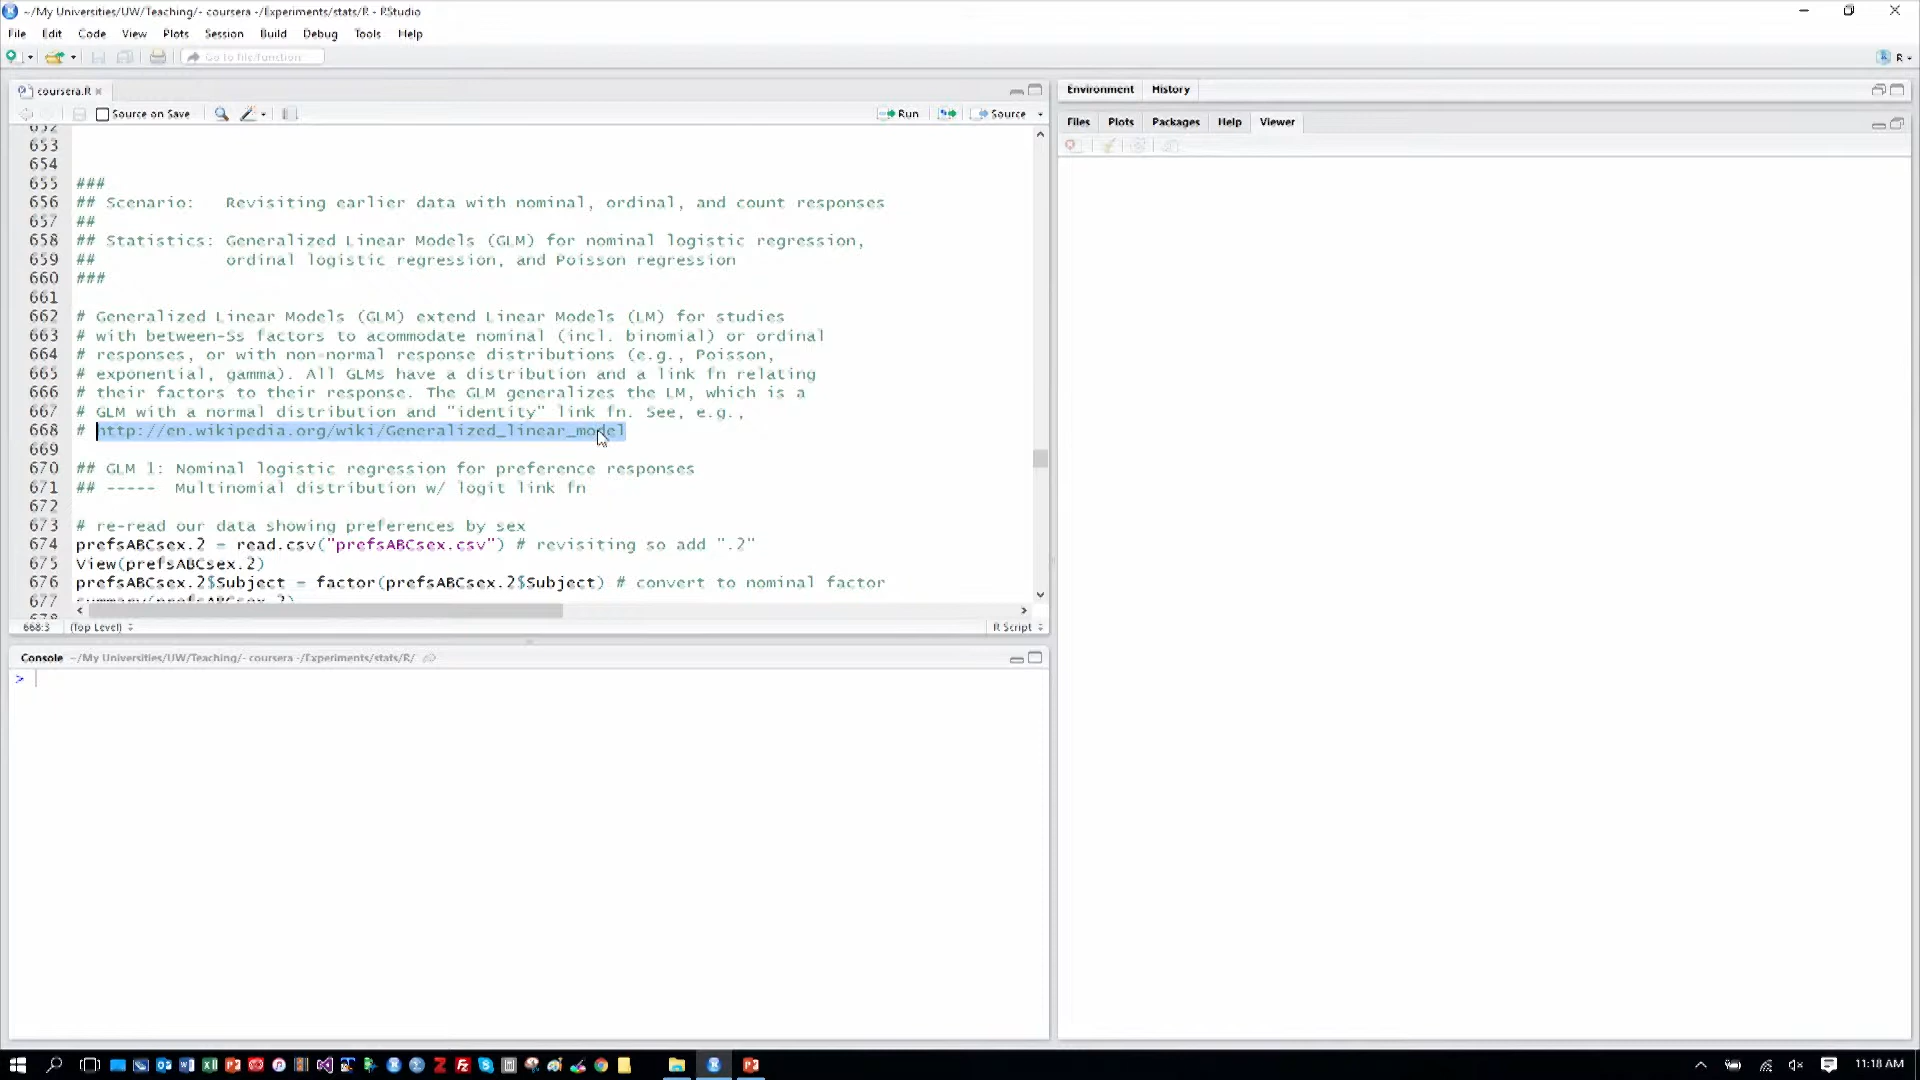 ~/My Universities/UW/Teaching/- coursera -/Experiments/stats/R - RStudio
File Edit Code View Plots Session Build Debug Tools Help
Go to file/function
R
coursera.R
Environment History
Source on Save Run Source
Files Plots Packages Help Viewer
652
653
654
655 ###
656 ## Scenario: Revisiting earlier data with nominal, ordinal, and count responses
657 ##
658 ## Statistics: Generalized Linear Models (GLM) for nominal logistic regression,
659 ## ordinal logistic regression, and Poisson regression
660 ###
661
662 # Generalized Linear Models (GLM) extend Linear Models (LM) for studies
663 # with between-Ss factors to acommodate nominal (incl. binomial) or ordinal
664 # responses, or with non-normal response distributions (e.g., Poisson,
665 # exponential, gamma). All GLMs have a distribution and a link fn relating
666 # their factors to their response. The GLM generalizes the LM, which is a
667 # GLM with a normal distribution and "identity" link fn. See, e.g.,
668 # http://en.wikipedia.org/wiki/Generalized_linear_model
669
670 ## GLM 1: Nominal logistic regression for preference responses
671 ## ----- Multinomial distribution w/ logit link fn
672
673 # re-read our data showing preferences by sex
674 prefsABCsex.2 = read.csv("prefsABCsex.csv") # revisiting so add ".2"
675 View(prefsABCsex.2)
676 prefsABCsex.2$Subject = factor(prefsABCsex.2$Subject) # convert to nominal factor
677 summary(prefsABCsex.2)
678
668:3 (Top Level) R Script
Console ~/My Universities/UW/Teaching/- coursera -/Experiments/stats/R/
>
11:18 AM